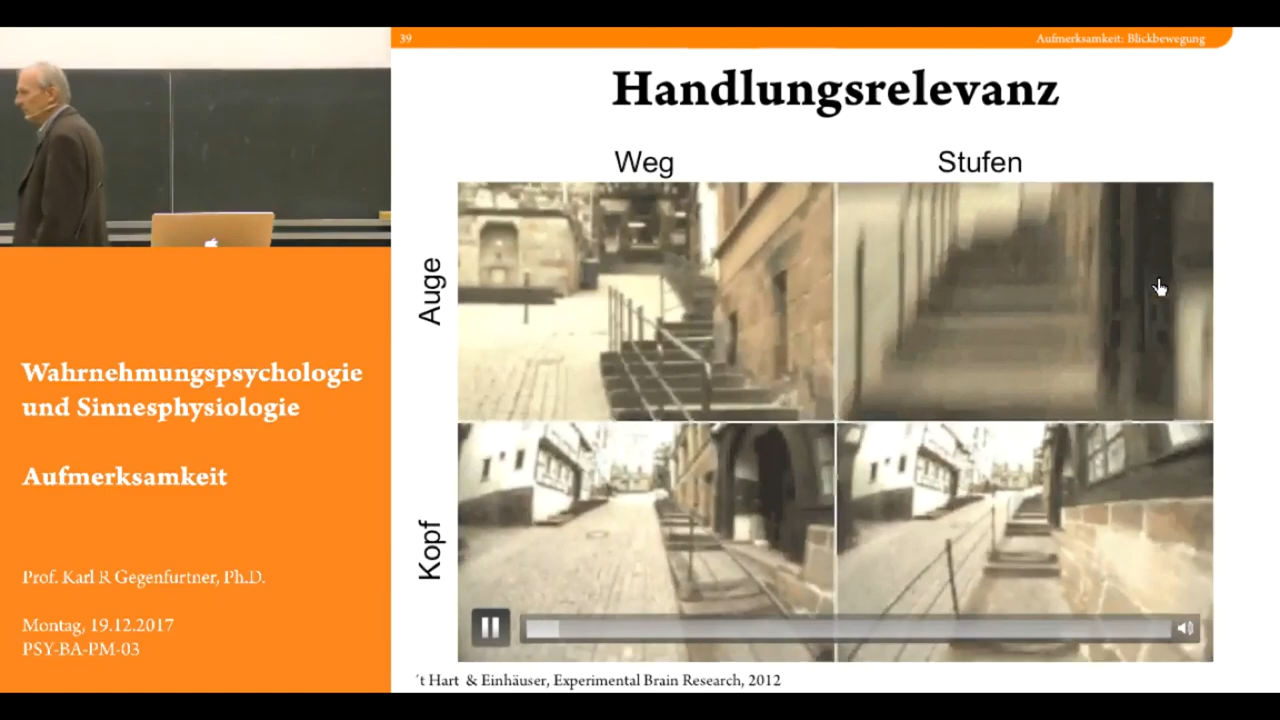 39
Aufmerksamkeit: Blickbewegung
Handlungsrelevanz
Weg
Stufen
Auge
Kopf
Wahrnehmungspsychologie
und Sinnesphysiologie
Aufmerksamkeit
Prof. Karl R Gegenfurtner, Ph.D.
Montag, 19.12.2017
PSY-BA-PM-03
´t Hart & Einhäuser, Experimental Brain Research, 2012